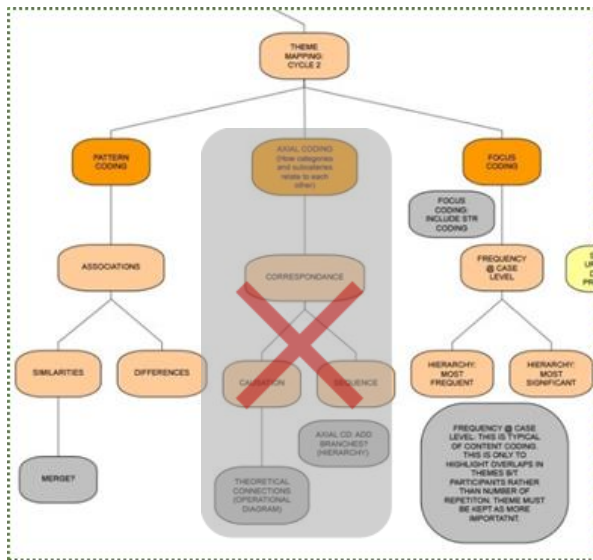 THEME
MAPPING:
CYCLE 2
PATTERN
CODING
AXIAL CODING
(How categories
and subcateries
relate to each
other)
FOCUS
CODING
FOCUS
CODING:
INCLUDE STR
CODING
ASSOCIATIONS
CORRESPONDANCE
FREQUENCY
@ CASE
LEVEL
SIMILARITIES
DIFFERENCES
CAUSATION
SEQUENCE
HIERARCHY:
MOST
FREQUENT
HIERARCHY:
MOST
SIGNIFICANT
MERGE?
AXIAL CD: ADD
BRANCHES?
(HIERARCHY)
THEORETICAL
CONNECTIONS
(OPERATIONAL
DIAGRAM)
FREQUENCY @ CASE
LEVEL: THIS IS TYPICAL
OF CONTENT CODING.
THIS IS ONLY TO
HIGHLIGHT OVERLAPS IN
THEMES B/T
PARTICIPANTS RATHER
THAN NUMBER OF
REPETITON. THEME MUST
BE KEPT AS MORE
IMPORTATNT.